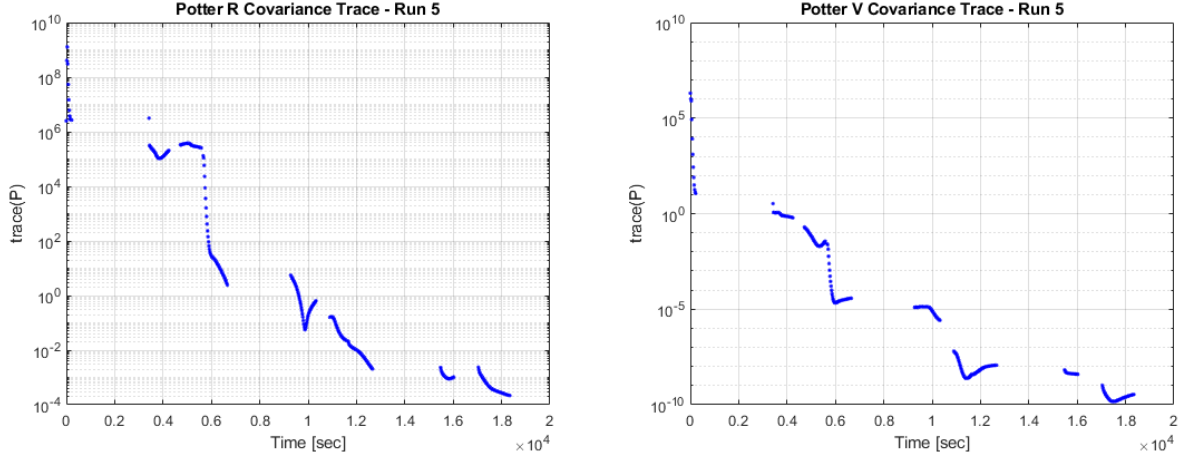 Potter R Covariance Trace - Run 5
trace(P)
10^10
10^8
10^6
10^4
10^2
10^0
10^-2
10^-4
0 0.2 0.4 0.6 0.8 1 1.2 1.4 1.6 1.8 2
Time [sec]
× 10^4
Potter V Covariance Trace - Run 5
trace(P)
10^10
10^5
10^0
10^-5
10^-10
0 0.2 0.4 0.6 0.8 1 1.2 1.4 1.6 1.8 2
Time [sec]
× 10^4